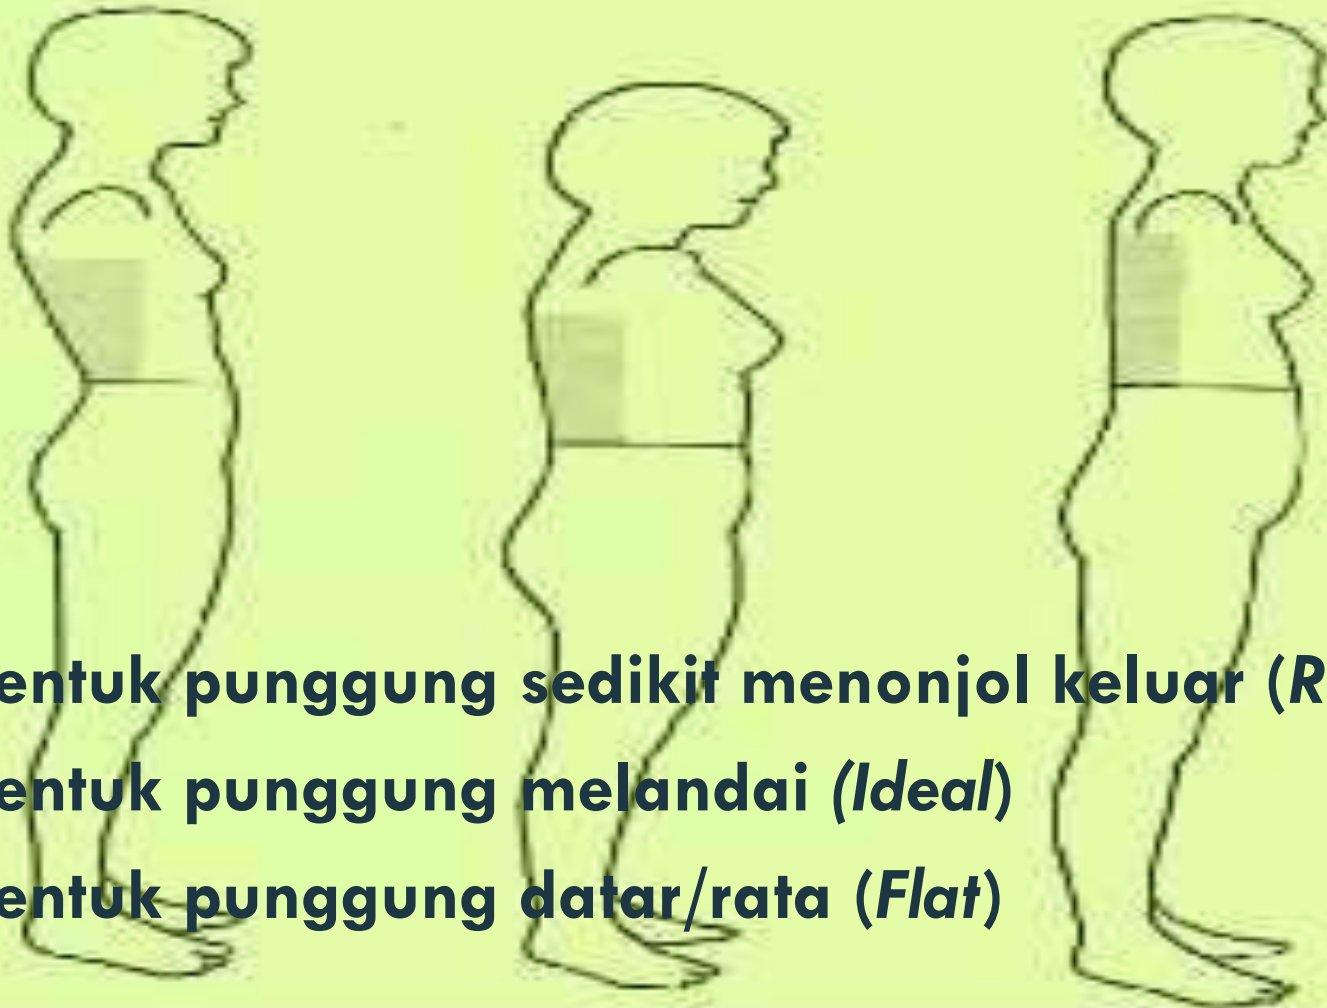 entuk punggung sedikit menonjol keluar (R
entuk punggung melandai (Ideal)
entuk punggung datar/rata (Flat)